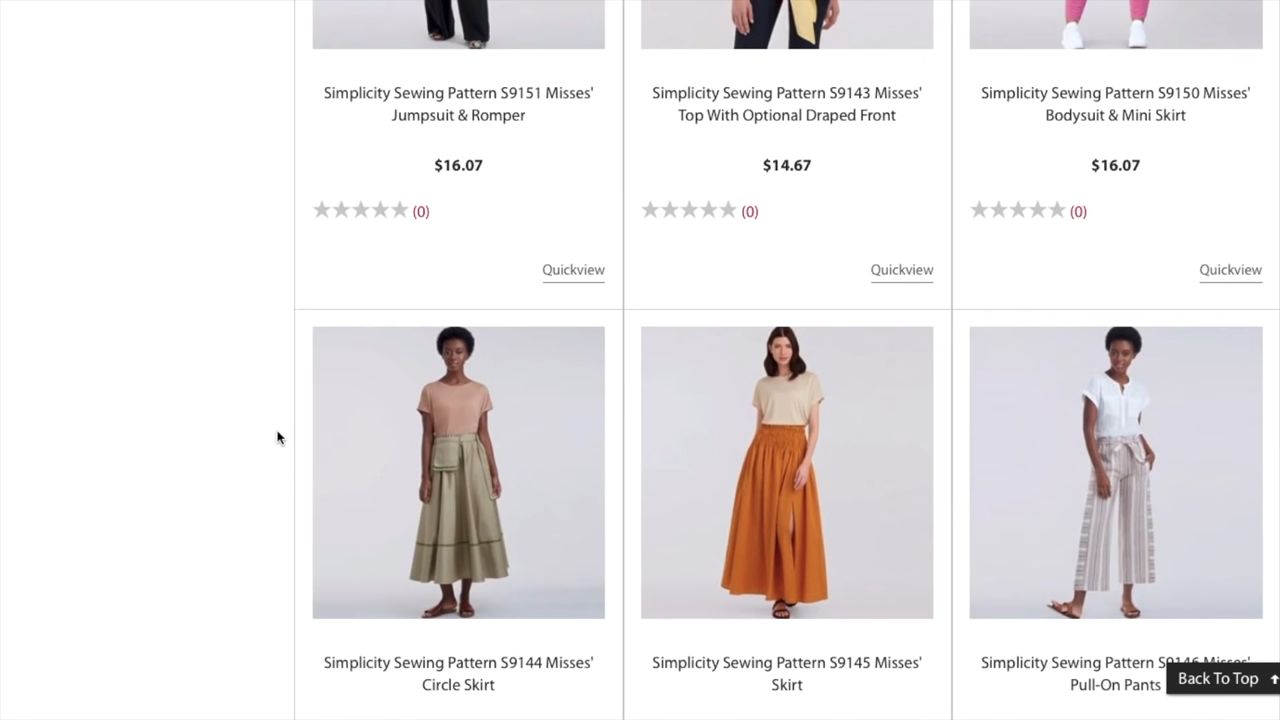 Simplicity Sewing Pattern S9151 Misses'
Jumpsuit & Romper
$16.07
(0)
Quickview
Simplicity Sewing Pattern S9143 Misses'
Top With Optional Draped Front
$14.67
(0)
Quickview
Simplicity Sewing Pattern S9150 Misses'
Bodysuit & Mini Skirt
$16.07
(0)
Quickview
Simplicity Sewing Pattern S9144 Misses'
Circle Skirt
Simplicity Sewing Pattern S9145 Misses'
Skirt
Simplicity Sewing Pattern S9146 Misses'
Pull-On Pants
Back To Top